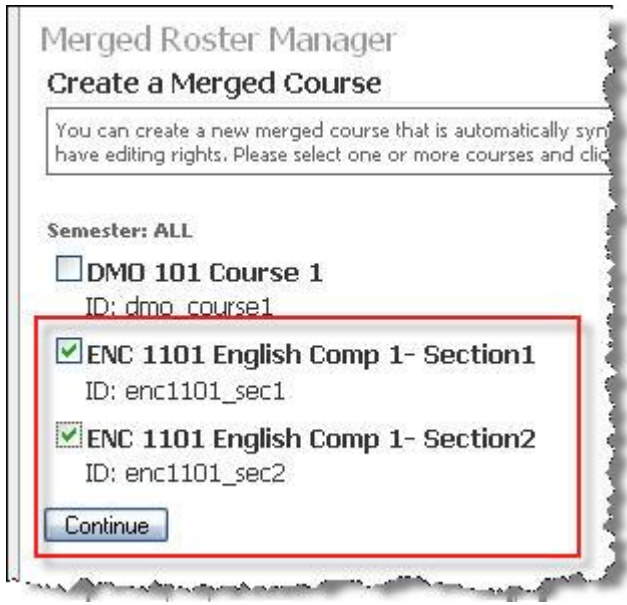 Merged Roster Manager
Create a Merged Course
You can create a new merged course that is automatically
have editing rights. Please select one or more courses and
Semester: ALL
DMO 101 Course 1
ID: dmo_course1
ENC 1101 English Comp 1- Section1
ID: enc1101_sec1
ENC 1101 English Comp 1- Section2
ID: enc1101_sec2
Continue